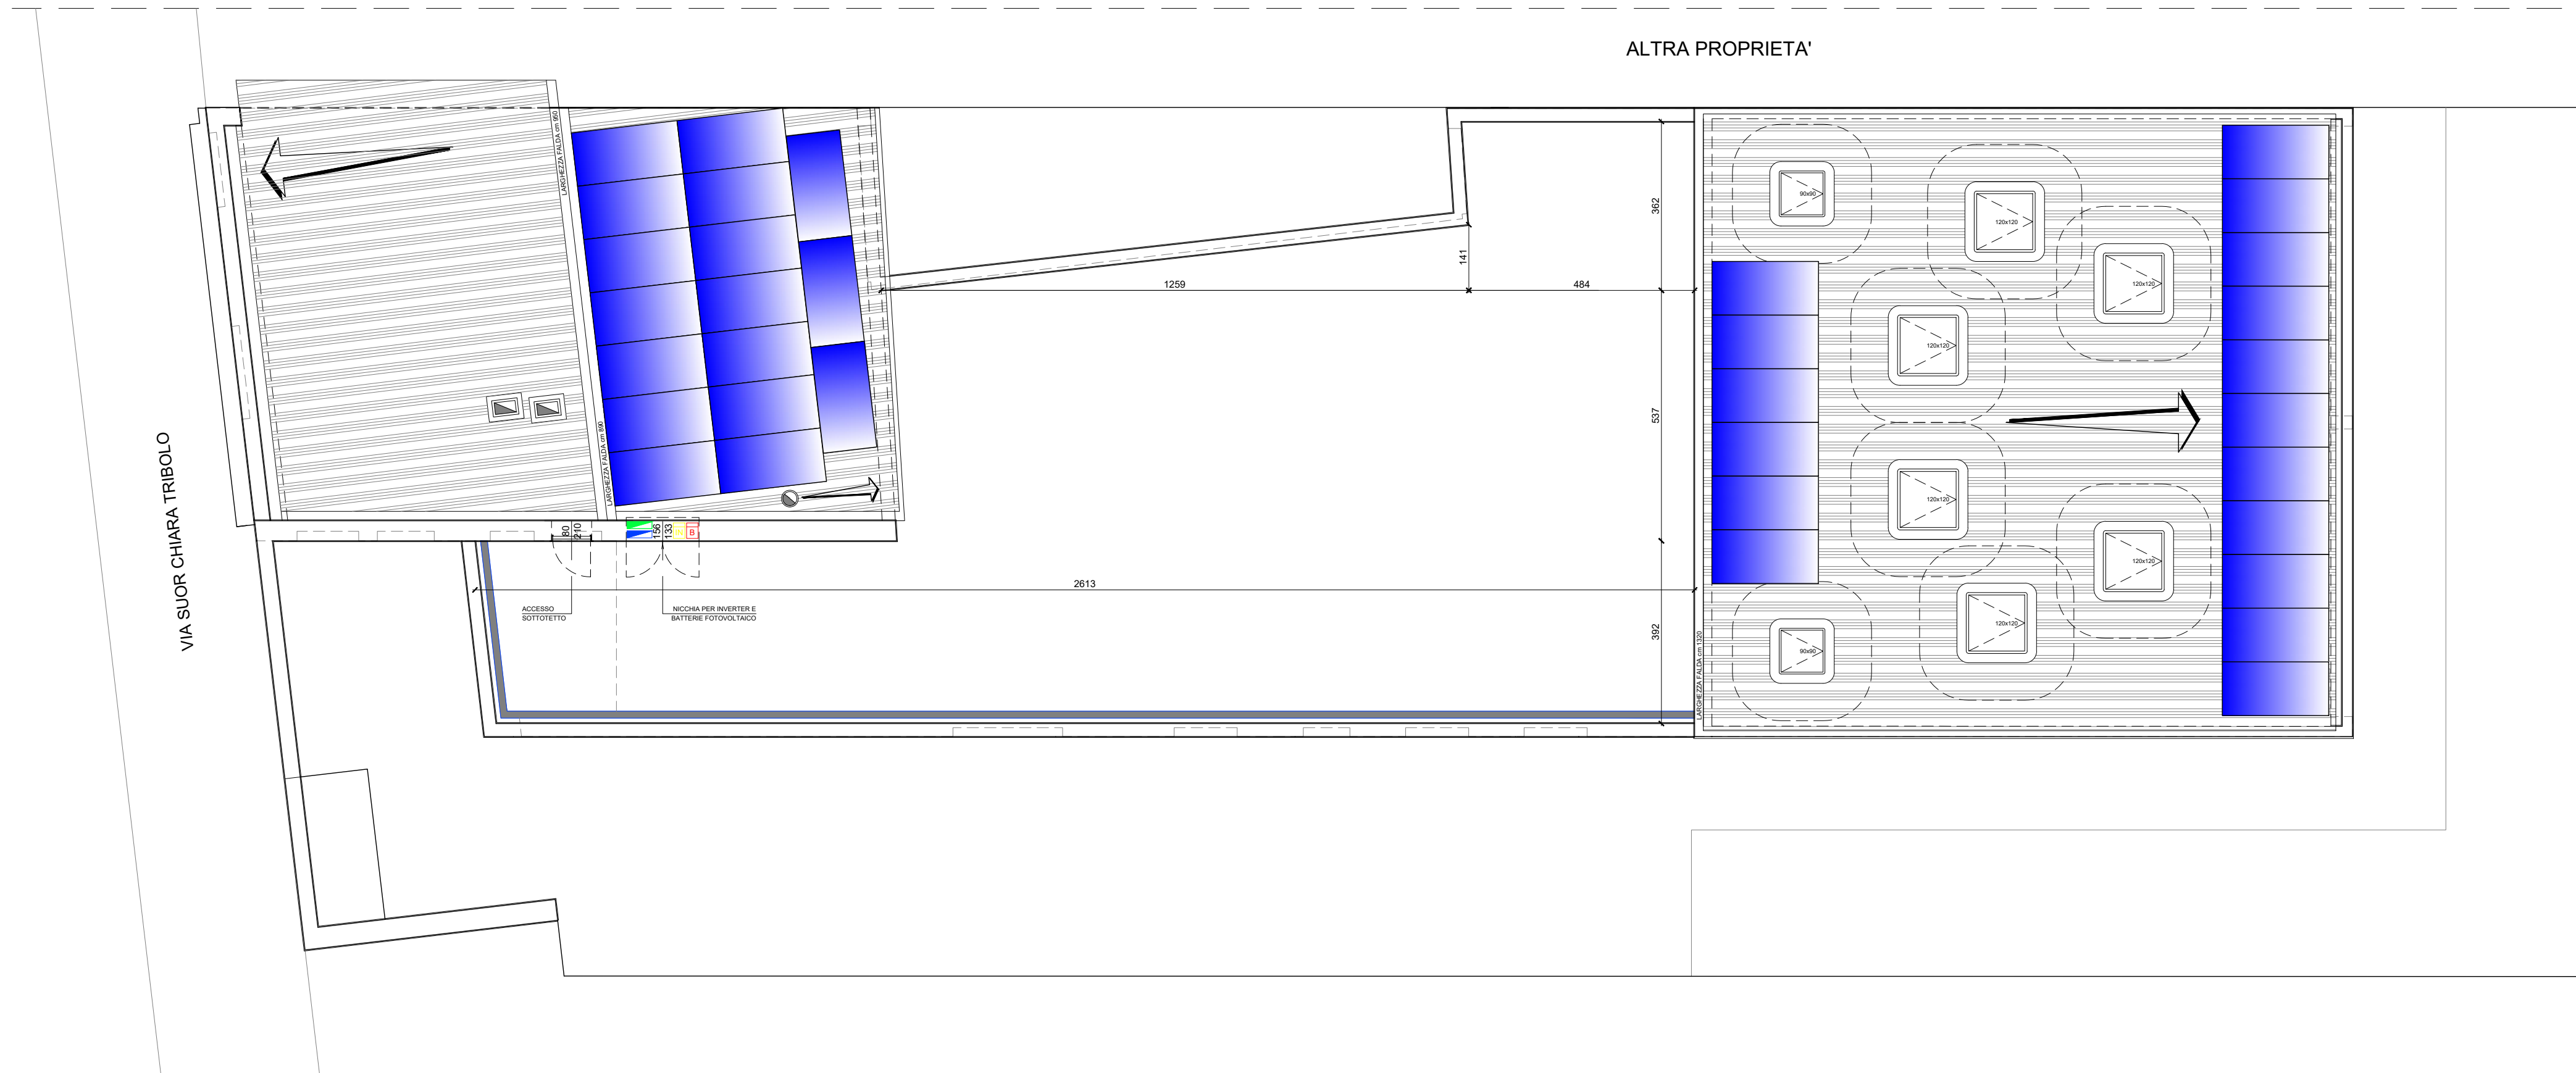 ALTRA PROPRIETA'
LARGHEZZA FALDA cm 950
90x90
120x120
362
120x120
141
1259
484
120x120
537
VIA SUOR CHIARA TRIBOLO
LARGHEZZA FALDA cm 890
120x120
80
210
156
133
B
120x120
2613
ACCESSO
SOTTOTETTO
NICCHIA PER INVERTER E
BATTERIE FOTOVOLTAICO
392
120x120
90x90
LARGHEZZA FALDA cm 1320